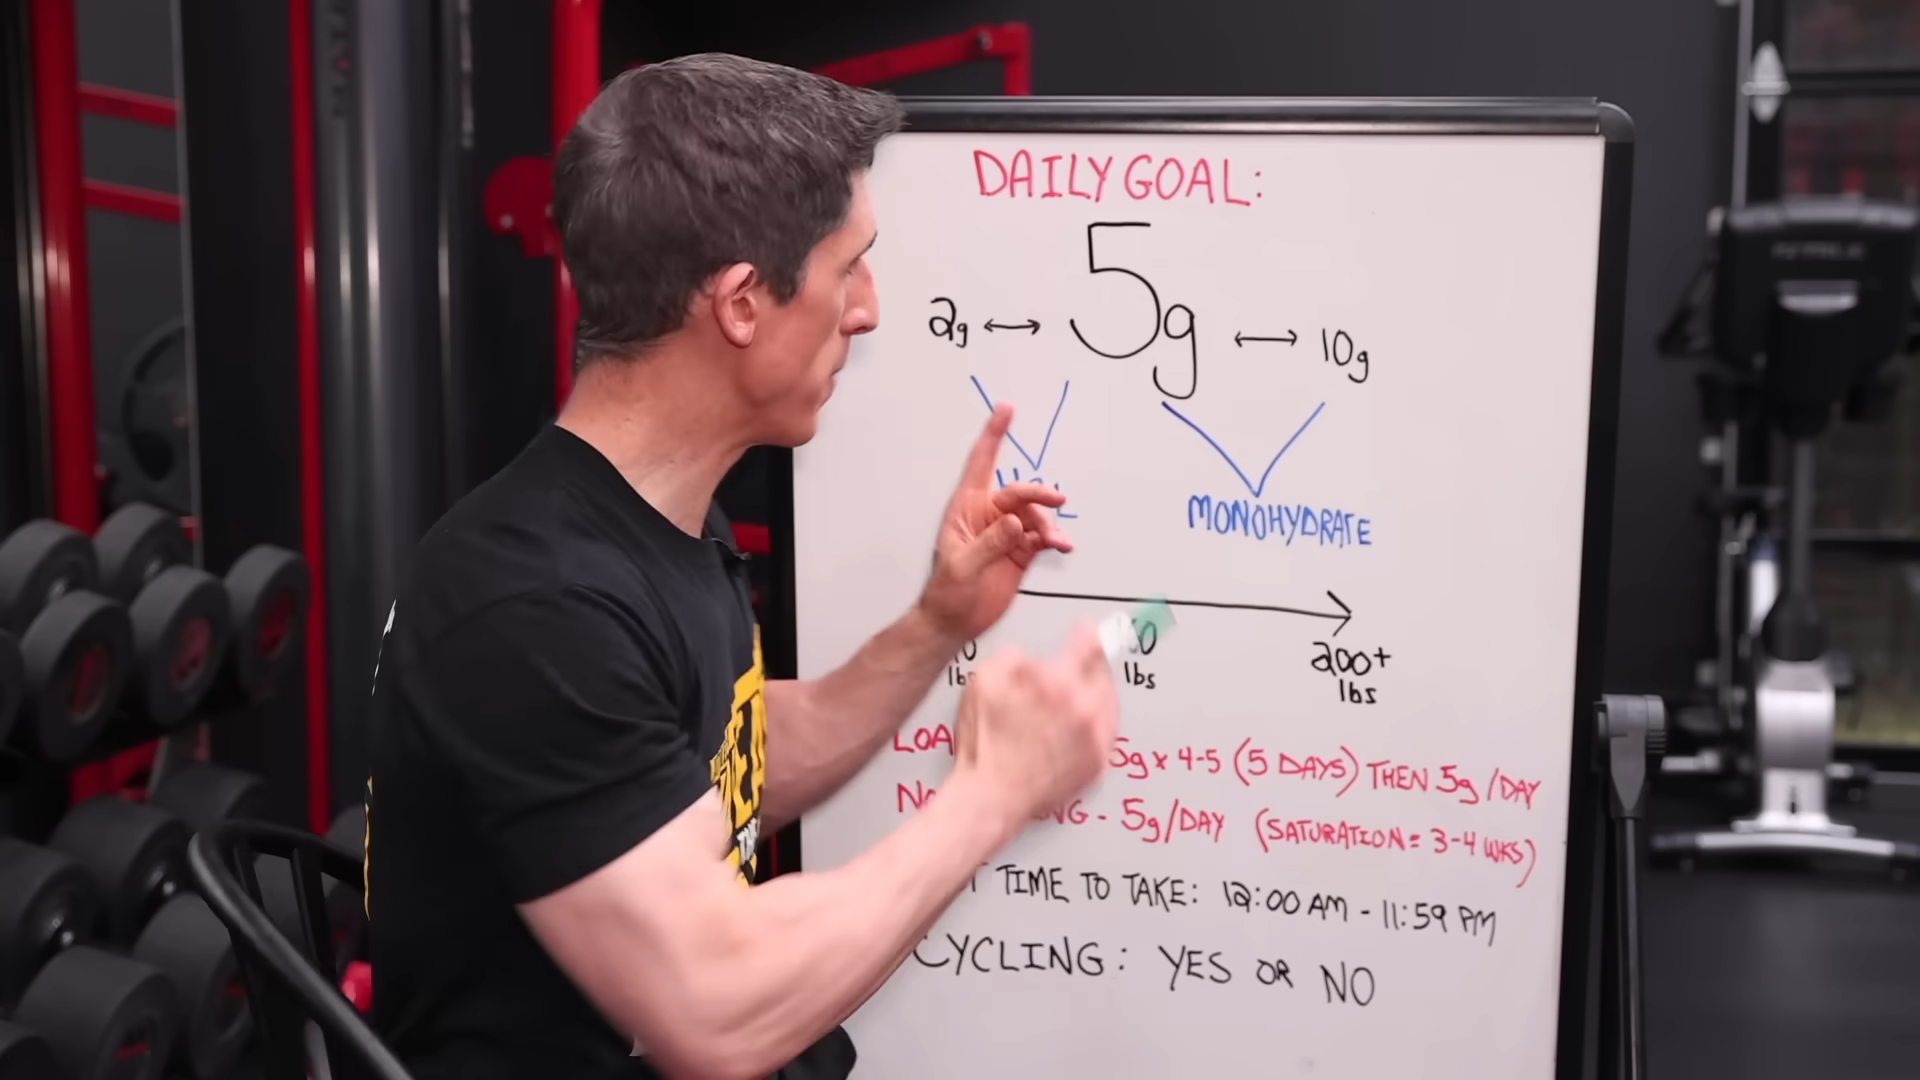 DAILY GOAL:
2g ↔ 5g ↔ 10g
MONOHYDRATE
lbs
200+
lbs
5g x 4-5 (5 DAYS) THEN 5g/DAY
- 5g/DAY (SATURATION = 3-4 WKS)
TIME TO TAKE: 12:00 AM - 11:59 PM
CYCLING: YES OR NO